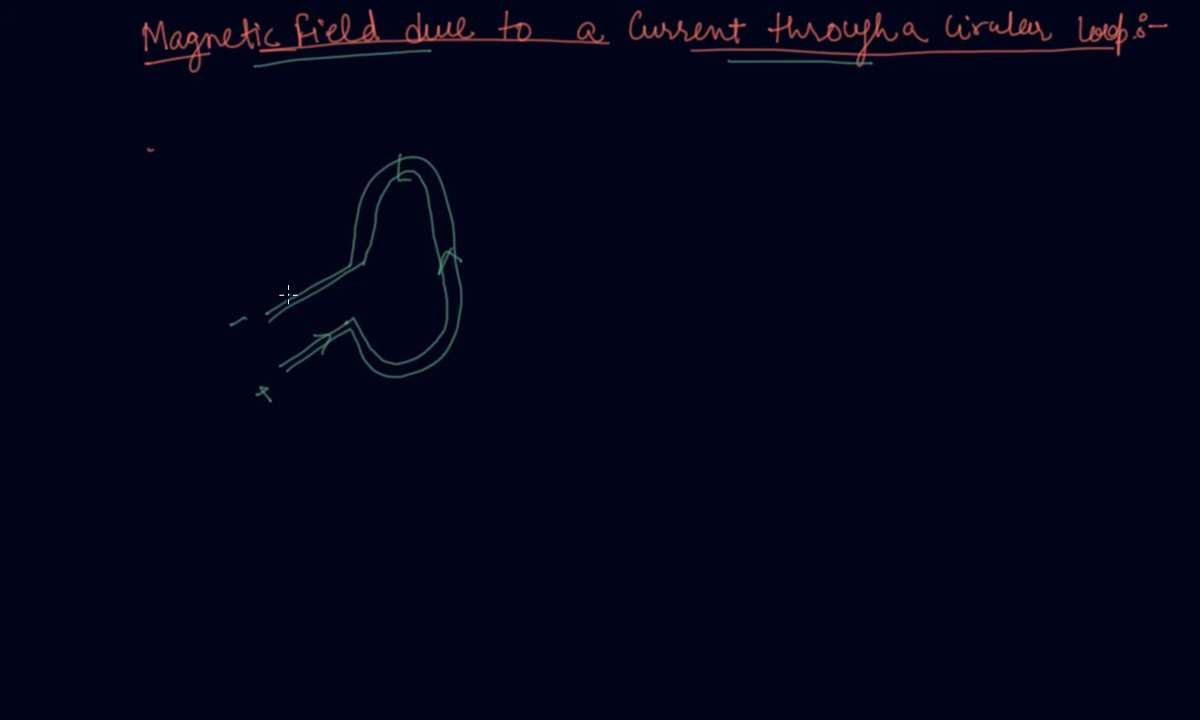 Magnetic field due to a Current through a Circular Loop :-
-
+